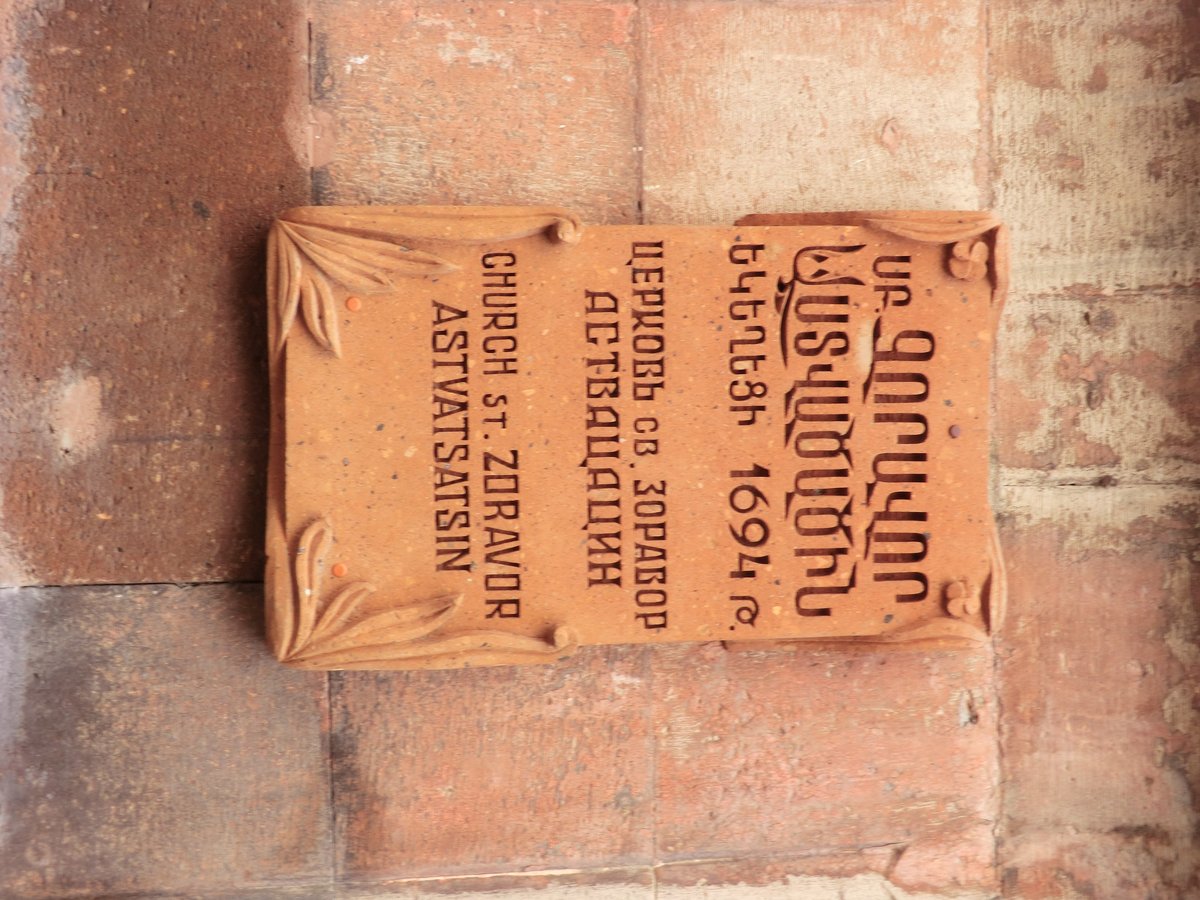 ՍԲ ԶՈՐԱՎՈՐ
ԱՍՏՎԱԾԱԾԻՆ
ԵԿԵՂԵՑԻ 1694 Թ.
ЦЕРКОВЬ СВ. ЗОРАВОР
АСТВАЦАЦИН
CHURCH ST. ZORAVOR
ASTVATSATSIN